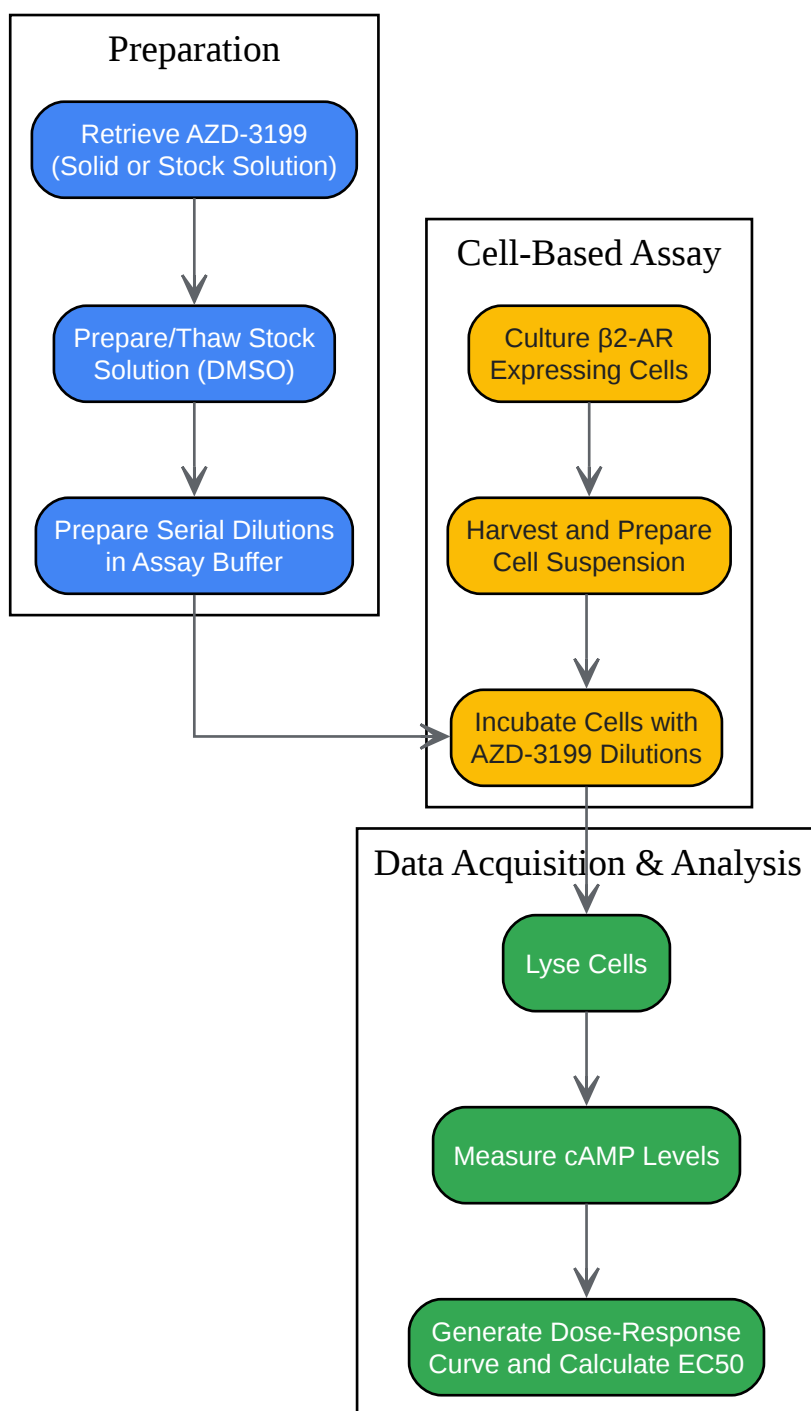 Preparation
Retrieve AZD-3199
(Solid or Stock Solution)
Prepare/Thaw Stock
Solution (DMSO)
Prepare Serial Dilutions
in Assay Buffer
Cell-Based Assay
Culture β2-AR
Expressing Cells
Harvest and Prepare
Cell Suspension
Incubate Cells with
AZD-3199 Dilutions
Data Acquisition & Analysis
Lyse Cells
Measure cAMP Levels
Generate Dose-Response
Curve and Calculate EC50